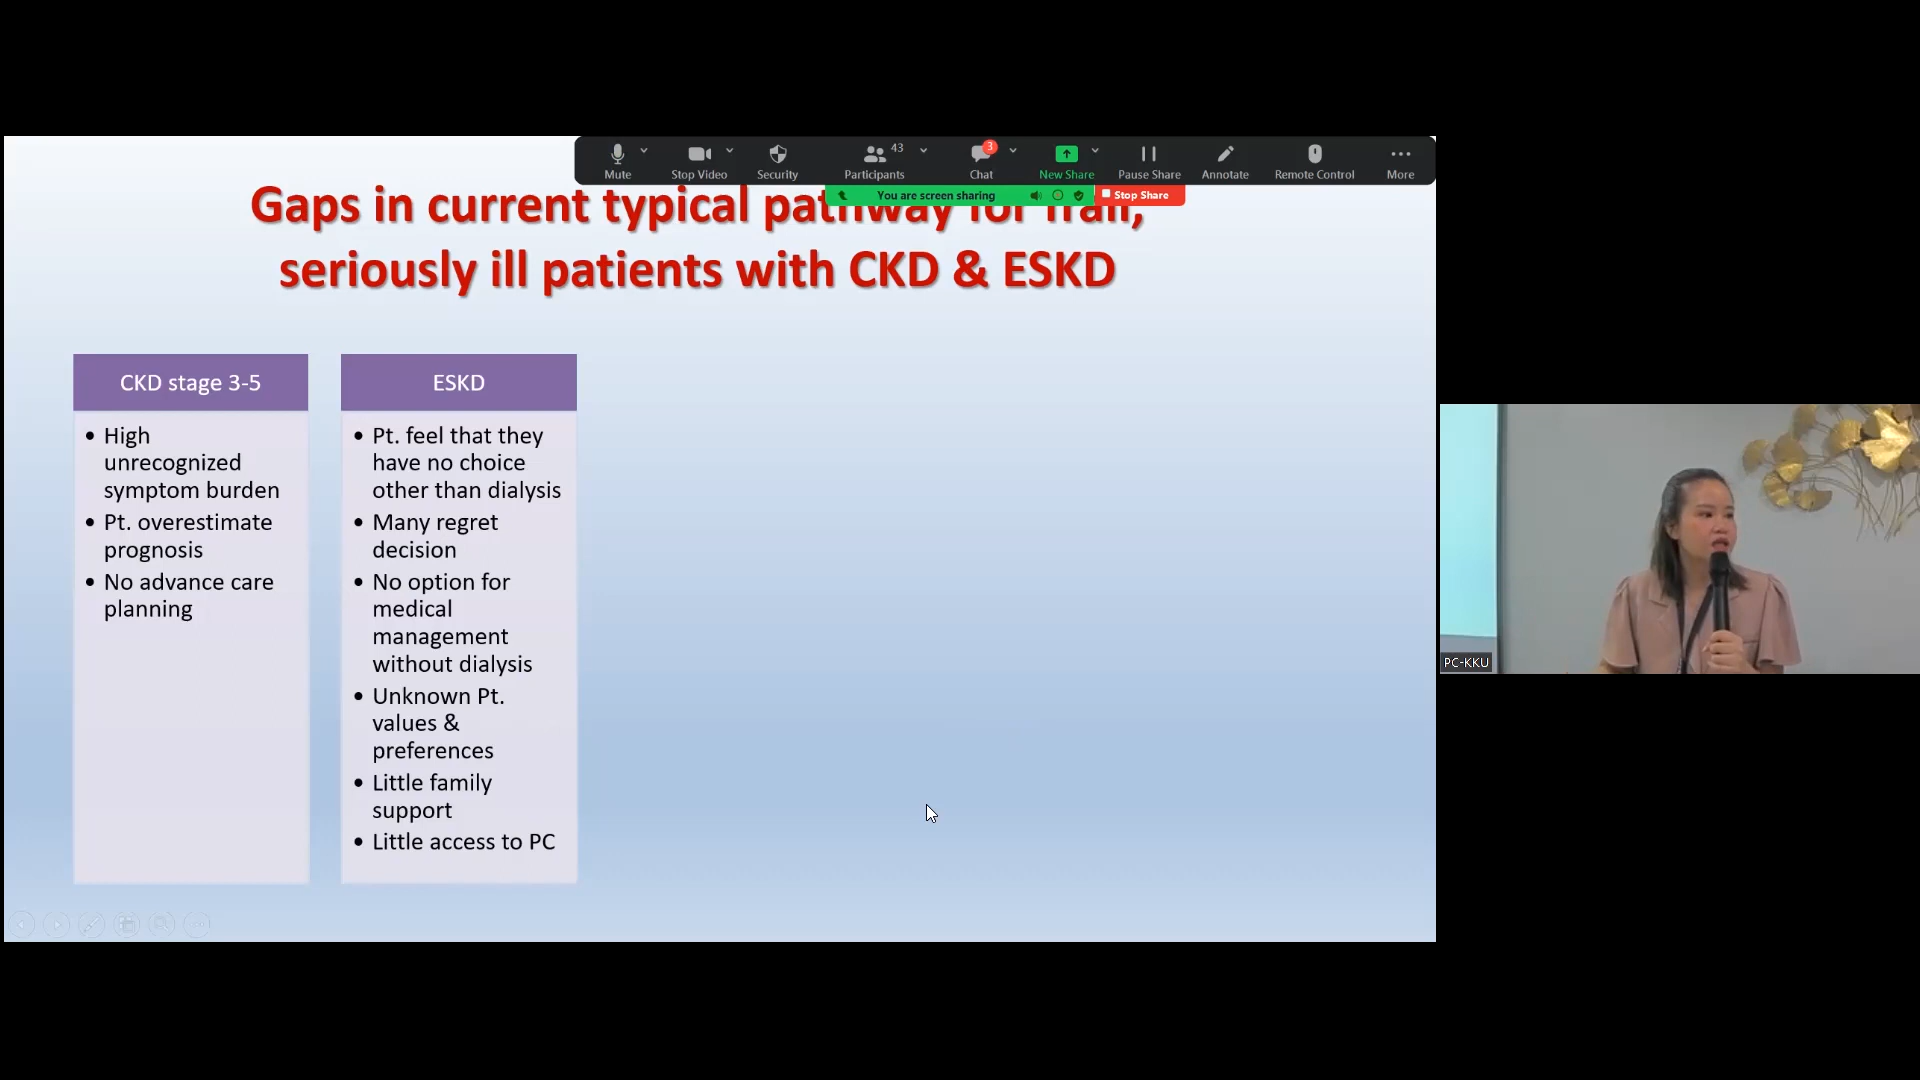 Mute
Stop Video
Security
43
Participants
3
Chat
New Share
Pause Share
Annotate
Remote Control
More
You are screen sharing
Stop Share
Gaps in current typical pathway for frail,
seriously ill patients with CKD & ESKD
CKD stage 3-5
• High
unrecognized
symptom burden
• Pt. overestimate
prognosis
• No advance care
planning
ESKD
• Pt. feel that they
have no choice
other than dialysis
• Many regret
decision
• No option for
medical
management
without dialysis
• Unknown Pt.
values &
preferences
• Little family
support
• Little access to PC
PC-KKU